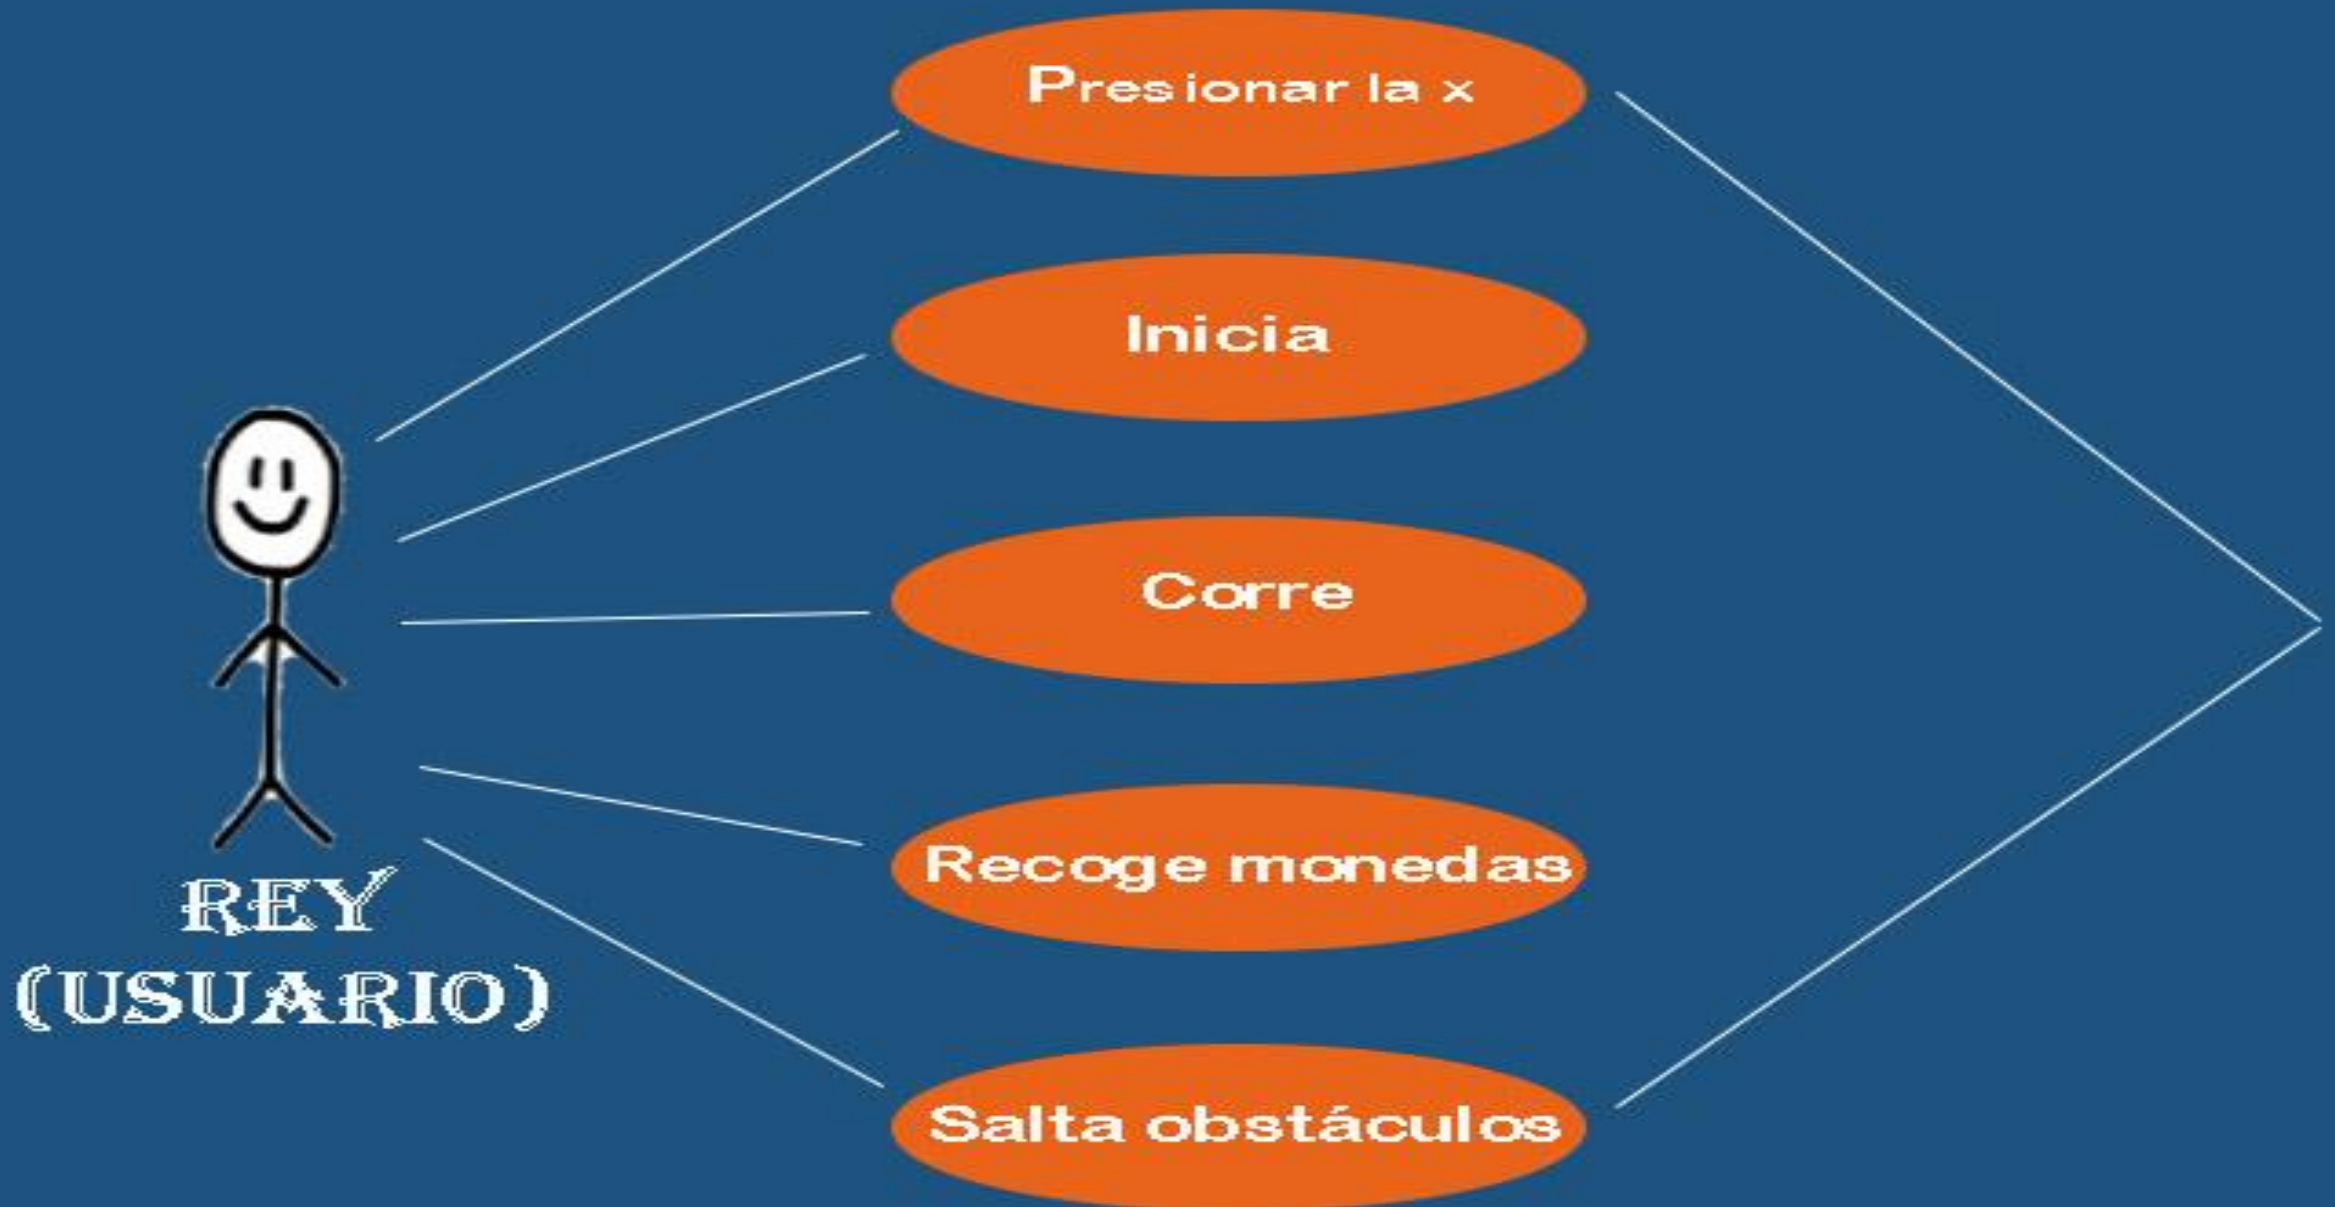 Presionar la x
Inicia
Corre
Recoge monedas
Salta obstáculos
REY
(USUARIO)